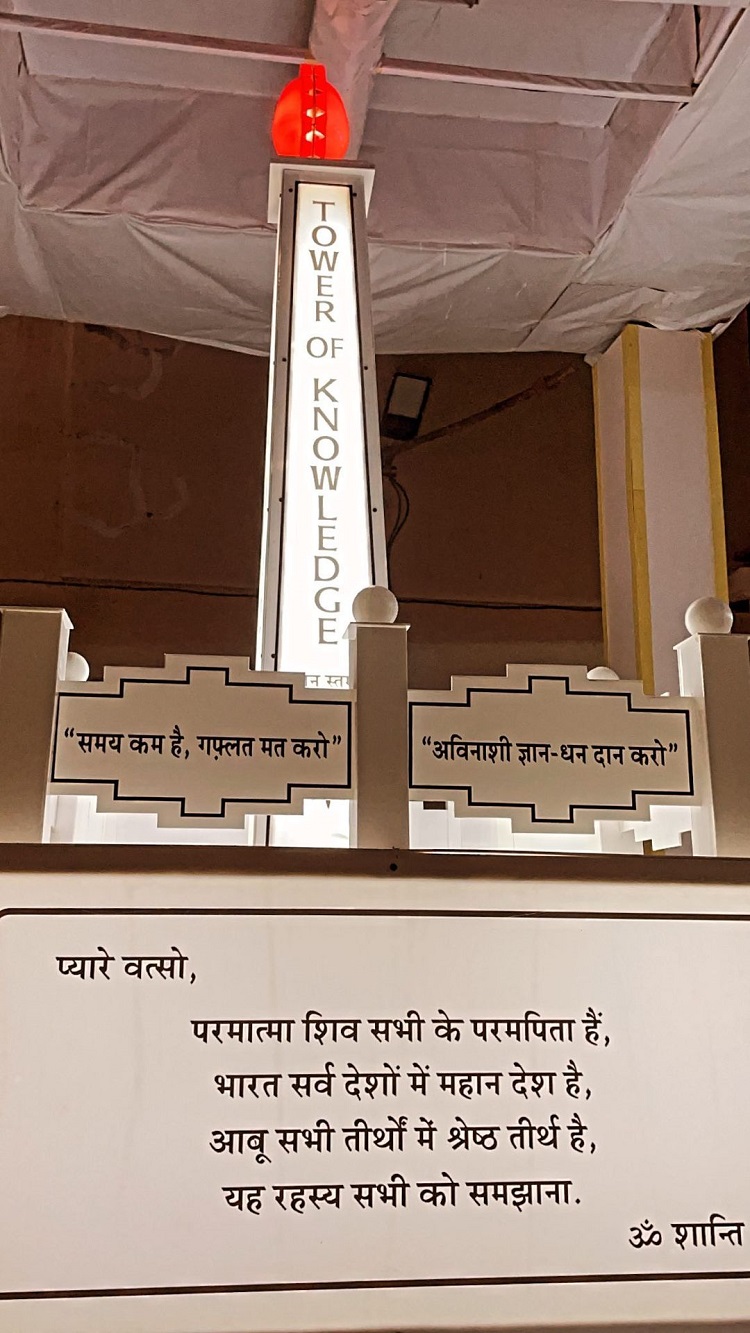 TOWER OF KNOWLEDGE
“समय कम है, गफ़्लत मत करो”
“अविनाशी ज्ञान-धन दान करो”
प्यारे वत्सो,
परमात्मा शिव सभी के परमपिता हैं,
भारत सर्व देशों में महान देश है,
आबू सभी तीर्थों में श्रेष्ठ तीर्थ है,
यह रहस्य सभी को समझाना.
ॐ शान्ति